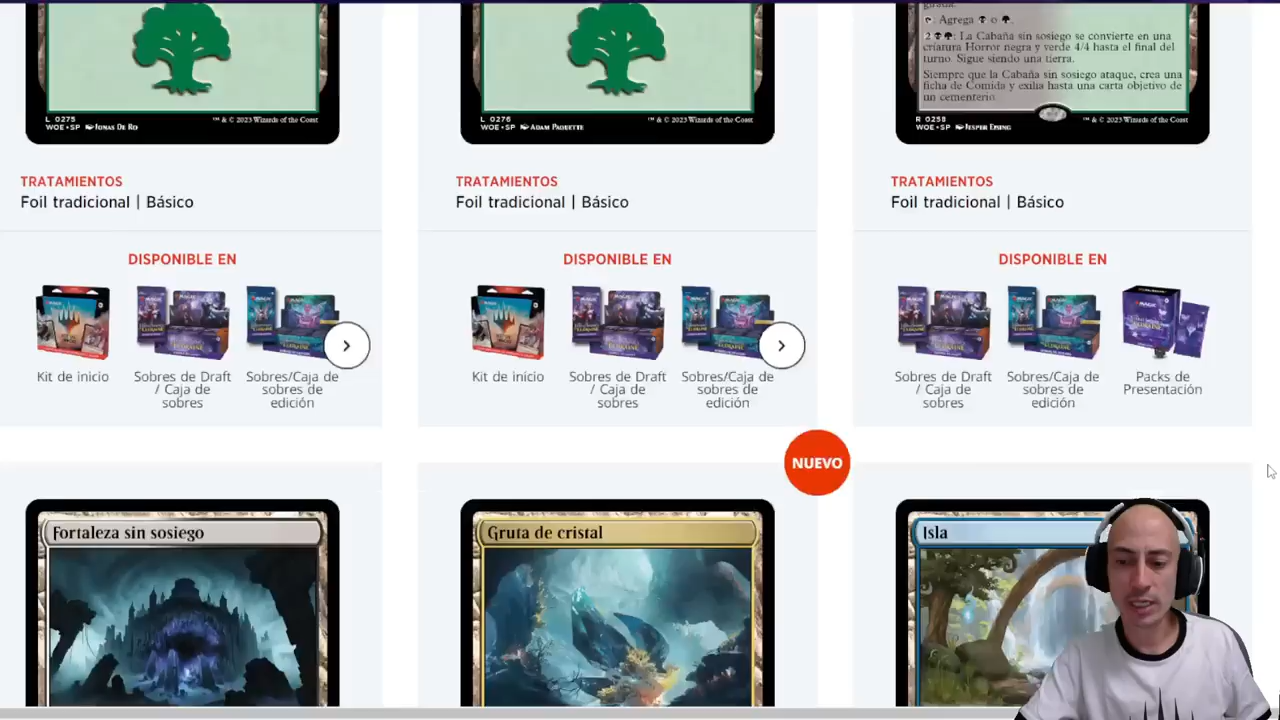 girada.
: Agrega o .
2 : La Cabaña sin sosiego se convierte en una
criatura Horror negra y verde 4/4 hasta el final del
turno. Sigue siendo una tierra.
Siempre que la Cabaña sin sosiego ataque, crea una
ficha de Comida y exilia hasta una carta objetivo de
un cementerio.
L 0275
WOE • SP Jonas De Ro
™ & © 2023 Wizards of the Coast
L 0276
WOE • SP Adam Paquette
™ & © 2023 Wizards of the Coast
R 0258
WOE • SP Jesper Ejsing
™ & © 2023 Wizards of the Coast
TRATAMIENTOS
Foil tradicional | Básico
TRATAMIENTOS
Foil tradicional | Básico
TRATAMIENTOS
Foil tradicional | Básico
DISPONIBLE EN
DISPONIBLE EN
DISPONIBLE EN
Kit de inicio
Sobres de Draft
/ Caja de
sobres
Sobres/Caja de
sobres de
edición
Kit de inicio
Sobres de Draft
/ Caja de
sobres
Sobres/Caja de
sobres de
edición
Sobres de Draft
/ Caja de
sobres
Sobres/Caja de
sobres de
edición
Packs de
Presentación
NUEVO
Fortaleza sin sosiego
Gruta de cristal
Isla